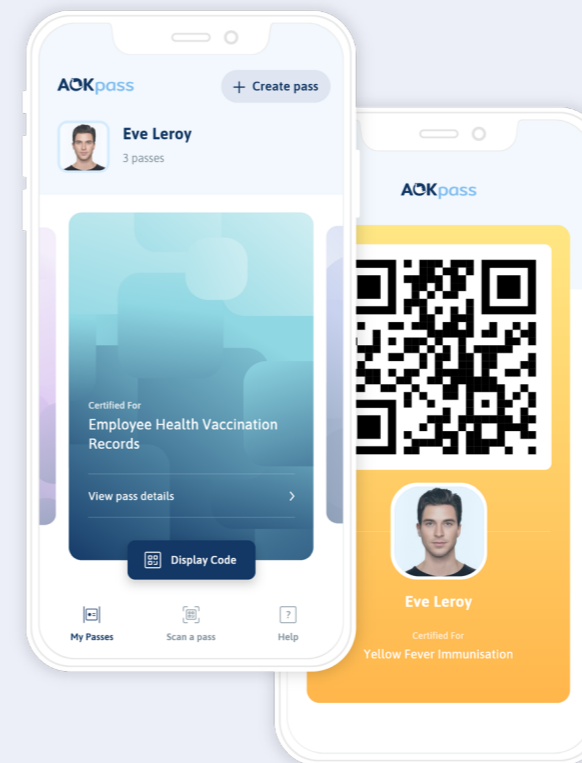 AOKpass
+ Create pass
Eve Leroy
3 passes
Certified For
Employee Health Vaccination
Records
View pass details
Display Code
My Passes
Scan a pass
? Help
AOKpass
Eve Leroy
Certified For
Yellow Fever Immunisation